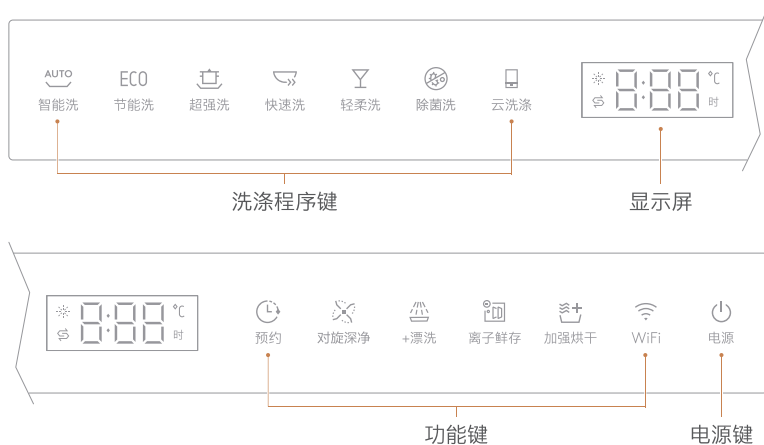 AUTO ECO
智能洗 节能洗 超强洗 快速洗 轻柔洗 除菌洗 云洗涤
8:88 °C 时
洗涤程序键 显示屏
8:88 °C 时
预约 对旋深净 +漂洗 离子鲜存 加强烘干 WiFi 电源
功能键 电源键